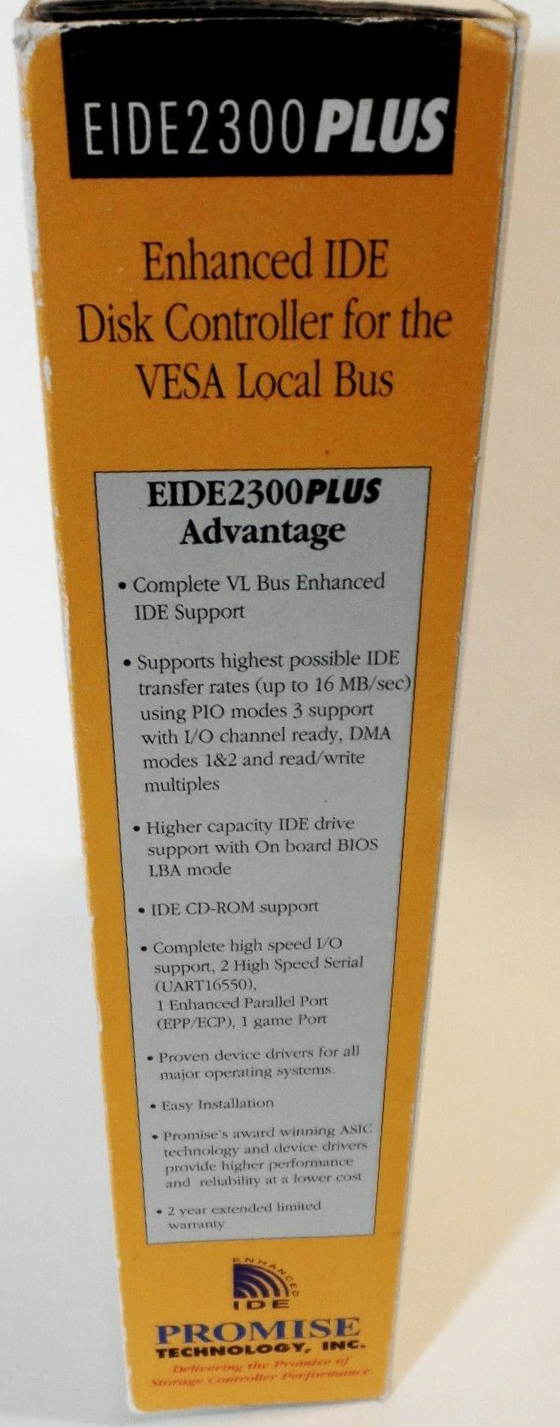 EIDE2300 PLUS
Enhanced IDE
Disk Controller for the
VESA Local Bus
EIDE2300PLUS
Advantage
• Complete VL Bus Enhanced
IDE Support
• Supports highest possible IDE
transfer rates (up to 16 MB/sec)
using PIO modes 3 support
with I/O channel ready, DMA
modes 1&2 and read/write
multiples
• Higher capacity IDE drive
support with On board BIOS
LBA mode
• IDE CD-ROM support
• Complete high speed I/O
support, 2 High Speed Serial
(UART16550),
1 Enhanced Parallel Port
(EPP/ECP), 1 game Port
• Proven device drivers for all
major operating systems.
• Easy Installation
• Promise's award winning ASIC
technology and device drivers
provide higher performance
and reliability at a lower cost
• 2 year extended limited
warranty
ENHANCED
IDE
PROMISE
TECHNOLOGY, INC.
Delivering the Promise of
Storage Controller Performance